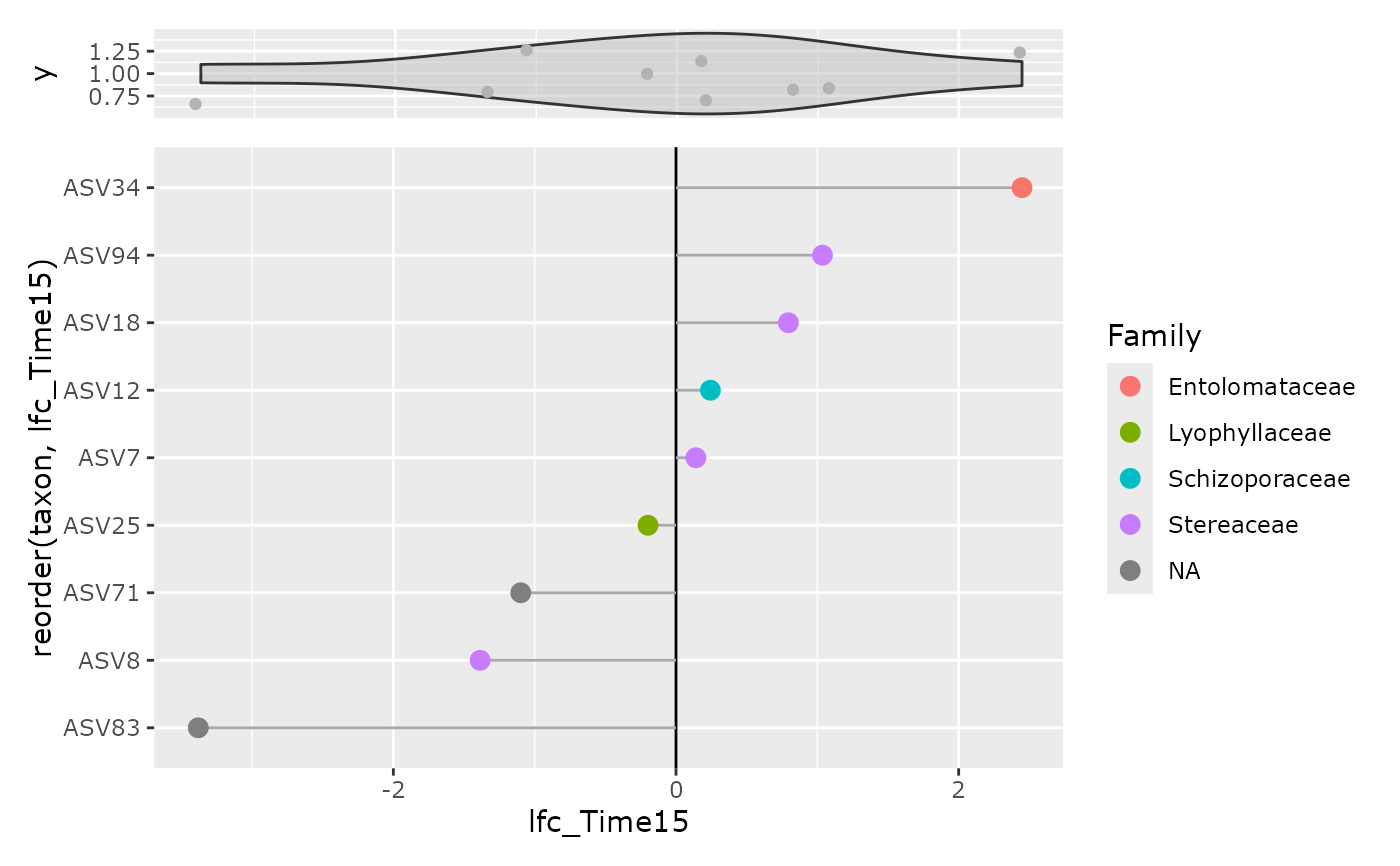 y
1.25
1.00
0.75
reorder(taxon, lfc_Time15)
ASV34
ASV94
ASV18
ASV12
ASV7
ASV25
ASV71
ASV8
ASV83
-2 0 2
lfc_Time15
Family
Entolomataceae
Lyophyllaceae
Schizoporaceae
Stereaceae
NA